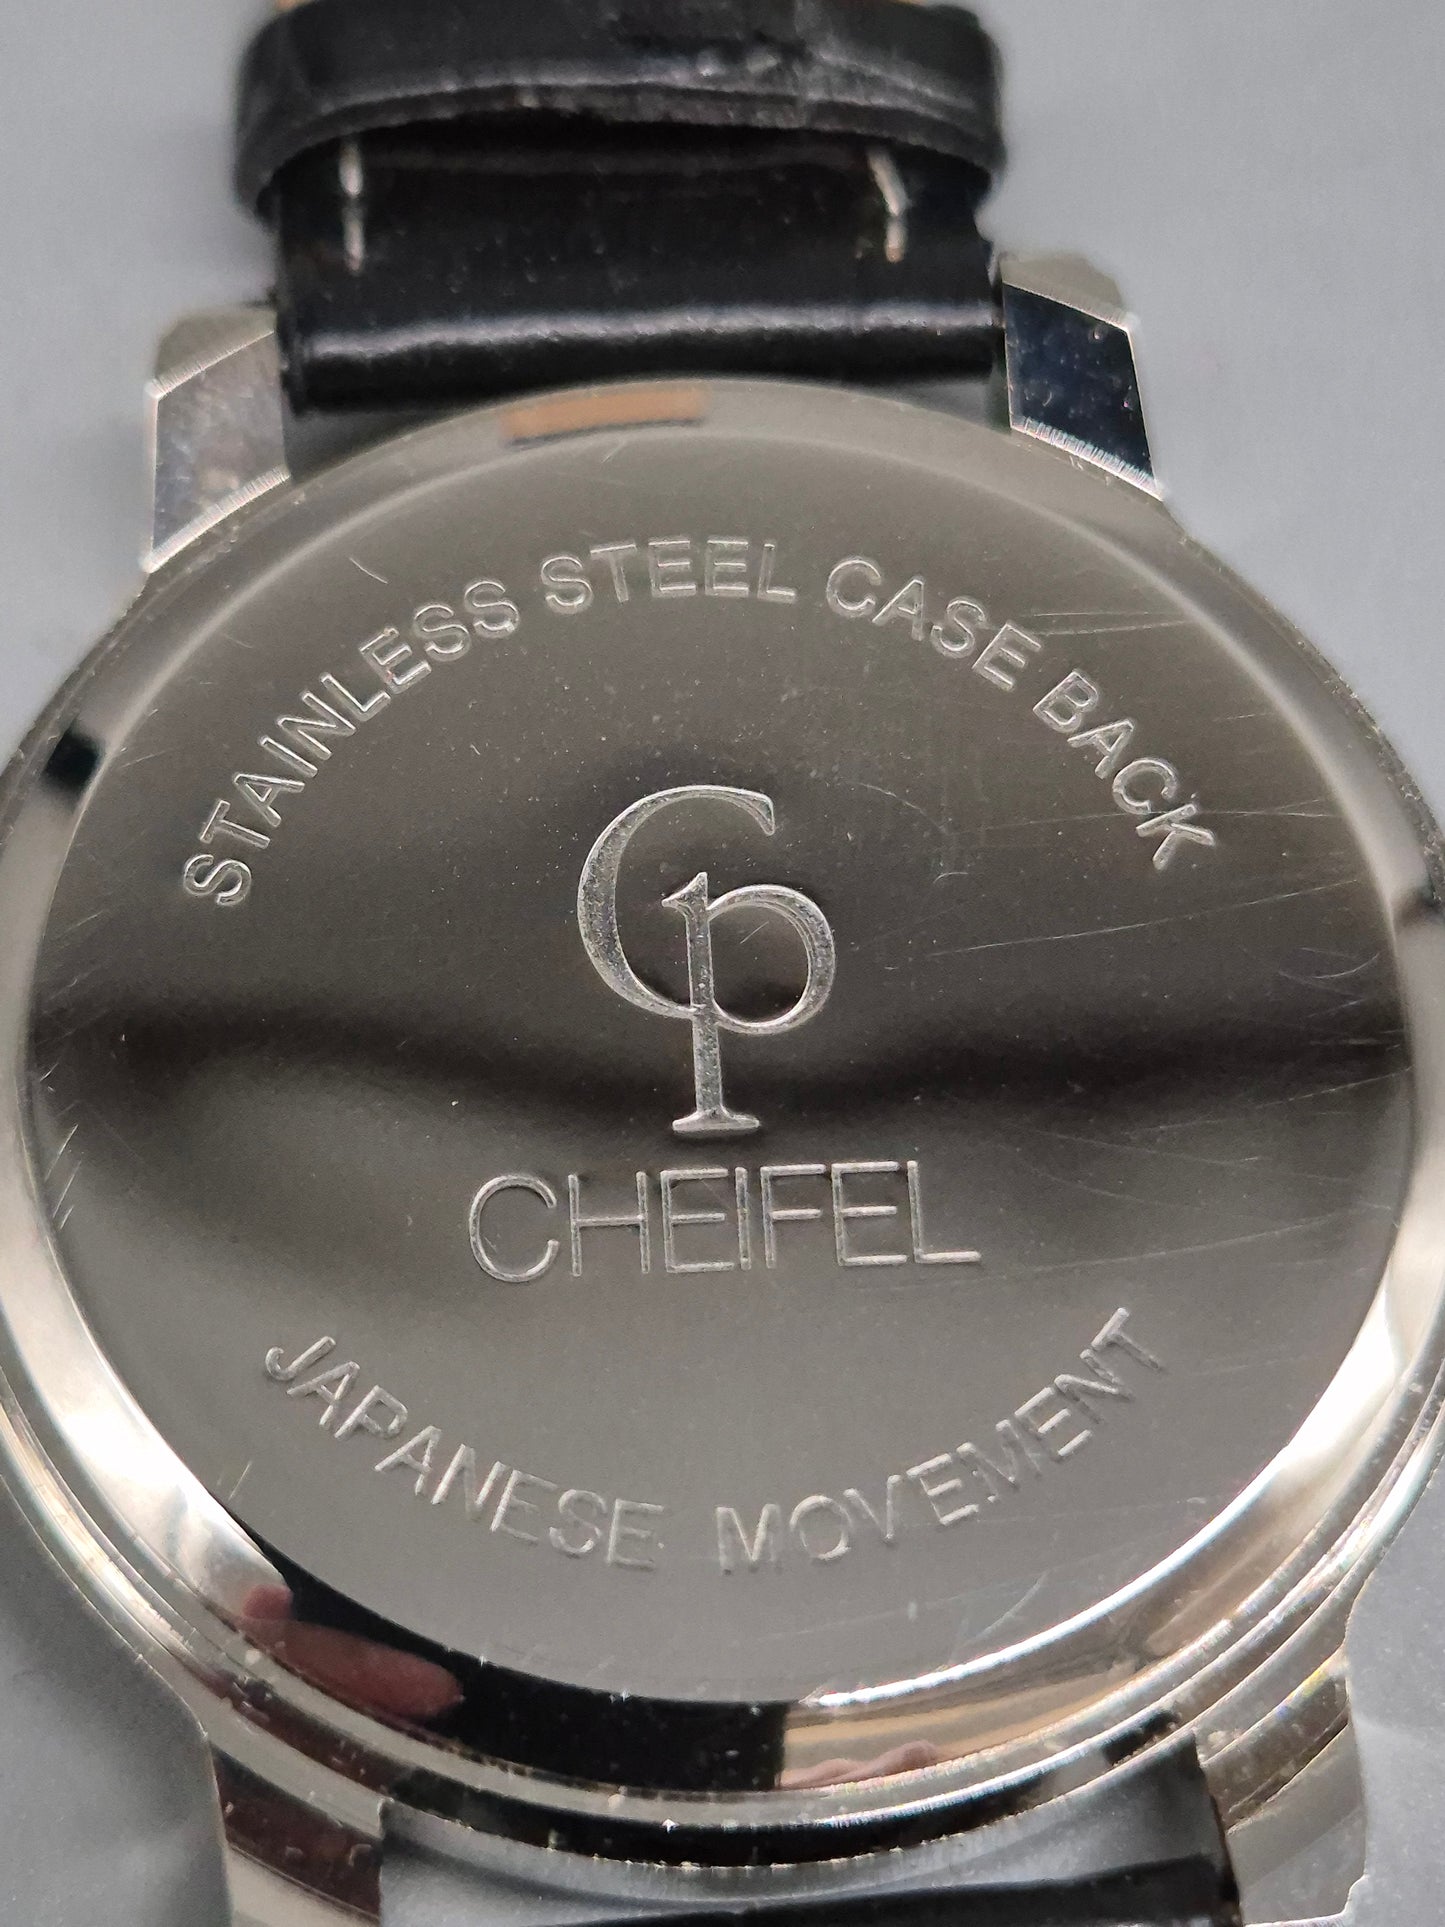 STAINLESS STEEL CASE BACK
Cp
CHEIFEL
JAPANESE MOVEMENT